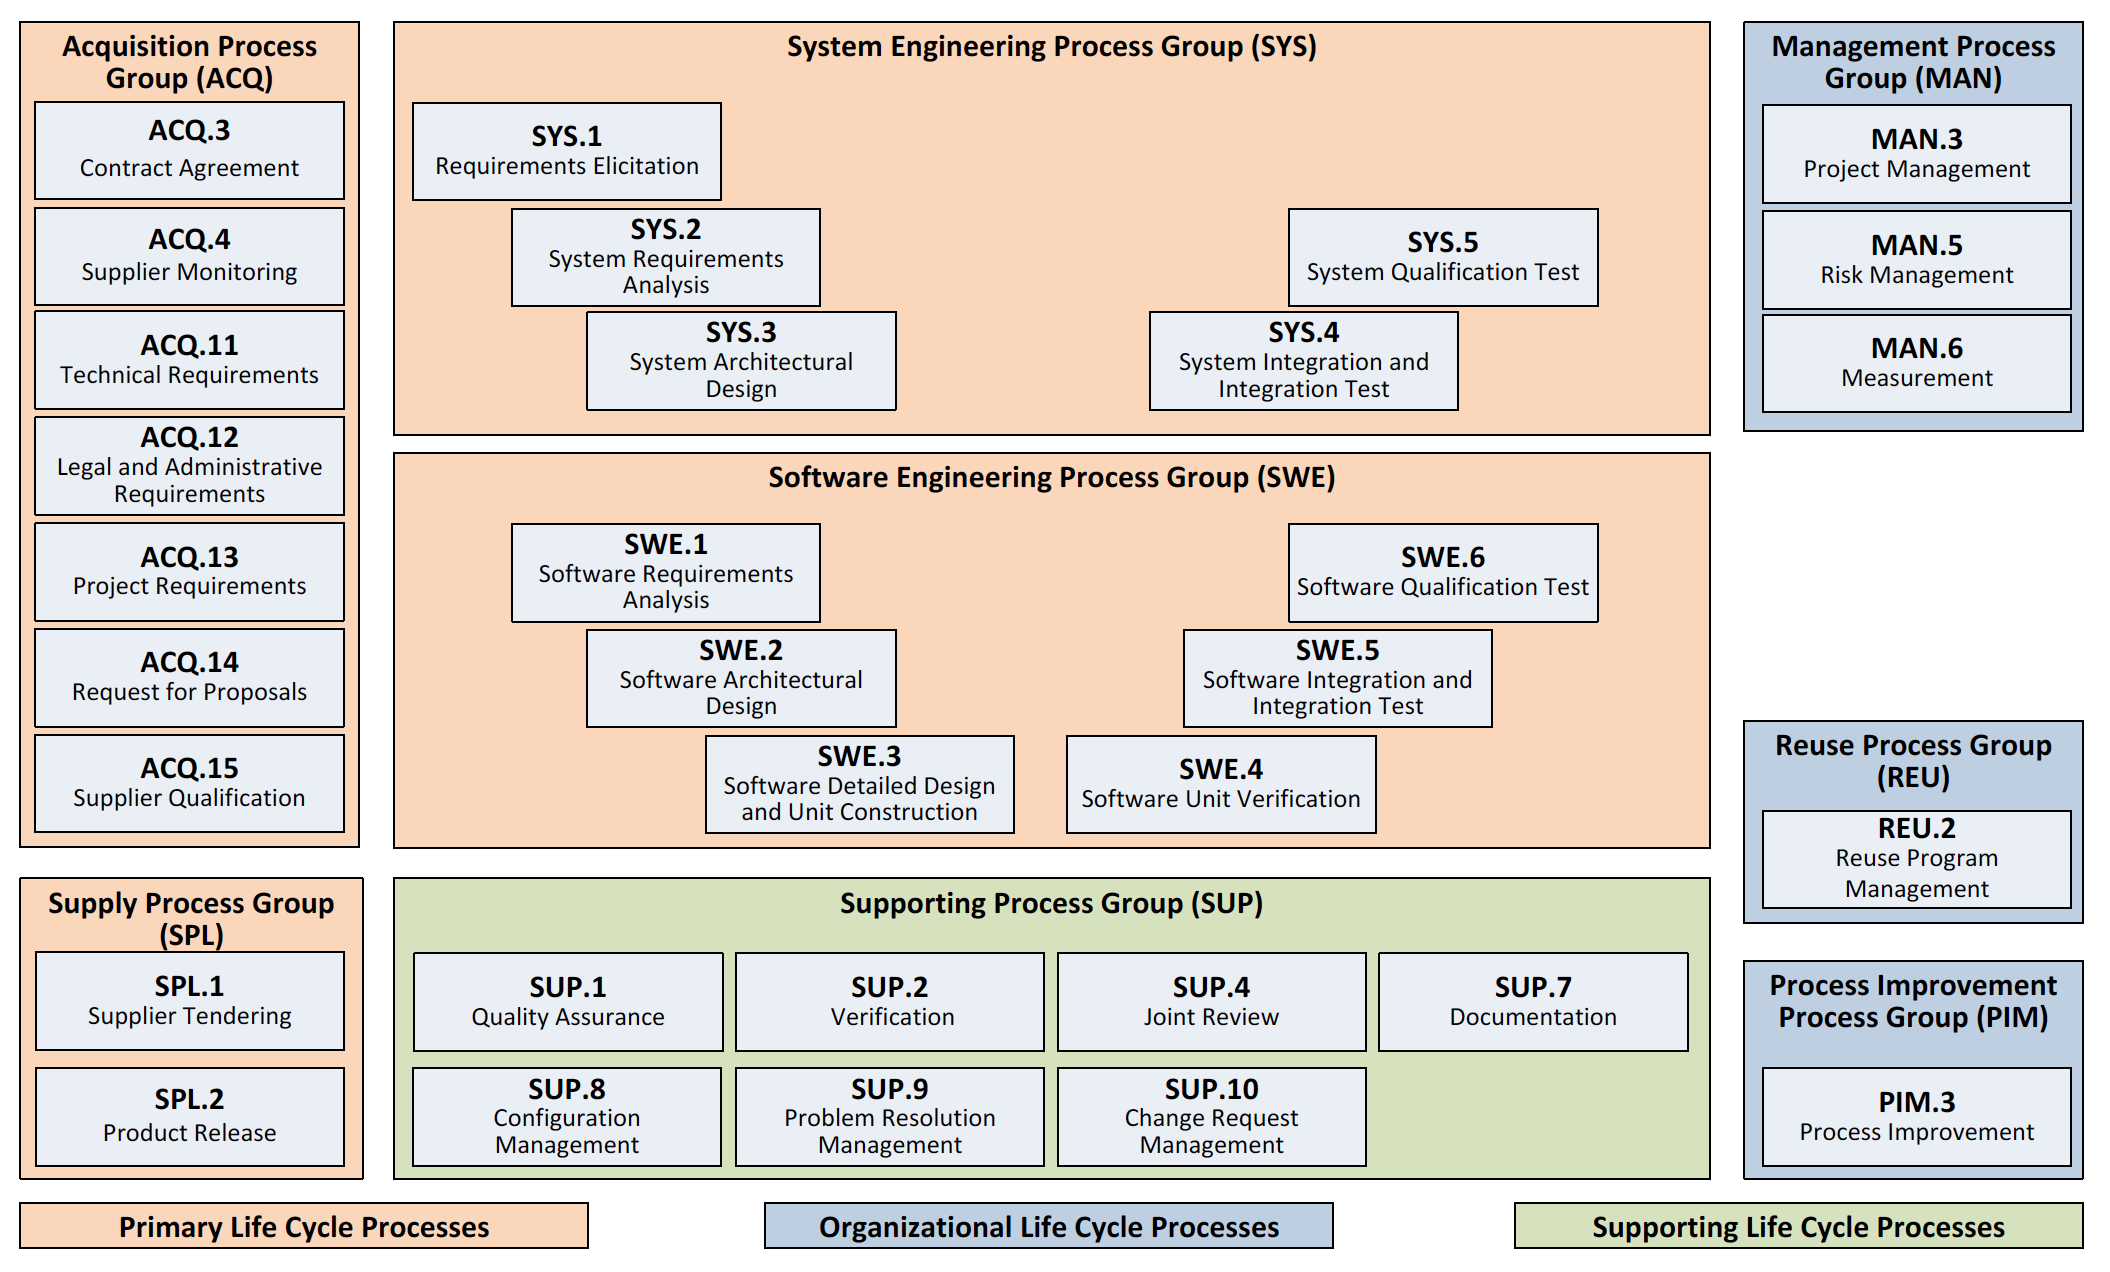 Acquisition Process
Group (ACQ)
ACQ.3
Contract Agreement
ACQ.4
Supplier Monitoring
ACQ.11
Technical Requirements
ACQ.12
Legal and Administrative
Requirements
ACQ.13
Project Requirements
ACQ.14
Request for Proposals
ACQ.15
Supplier Qualification
System Engineering Process Group (SYS)
SYS.1
Requirements Elicitation
SYS.2
System Requirements
Analysis
SYS.3
System Architectural
Design
SYS.5
System Qualification Test
SYS.4
System Integration and
Integration Test
Management Process
Group (MAN)
MAN.3
Project Management
MAN.5
Risk Management
MAN.6
Measurement
Software Engineering Process Group (SWE)
SWE.1
Software Requirements
Analysis
SWE.2
Software Architectural
Design
SWE.3
Software Detailed Design
and Unit Construction
SWE.6
Software Qualification Test
SWE.5
Software Integration and
Integration Test
SWE.4
Software Unit Verification
Reuse Process Group
(REU)
REU.2
Reuse Program
Management
Supply Process Group
(SPL)
SPL.1
Supplier Tendering
SPL.2
Product Release
Supporting Process Group (SUP)
SUP.1
Quality Assurance
SUP.2
Verification
SUP.4
Joint Review
SUP.7
Documentation
SUP.8
Configuration
Management
SUP.9
Problem Resolution
Management
SUP.10
Change Request
Management
Process Improvement
Process Group (PIM)
PIM.3
Process Improvement
Primary Life Cycle Processes
Organizational Life Cycle Processes
Supporting Life Cycle Processes